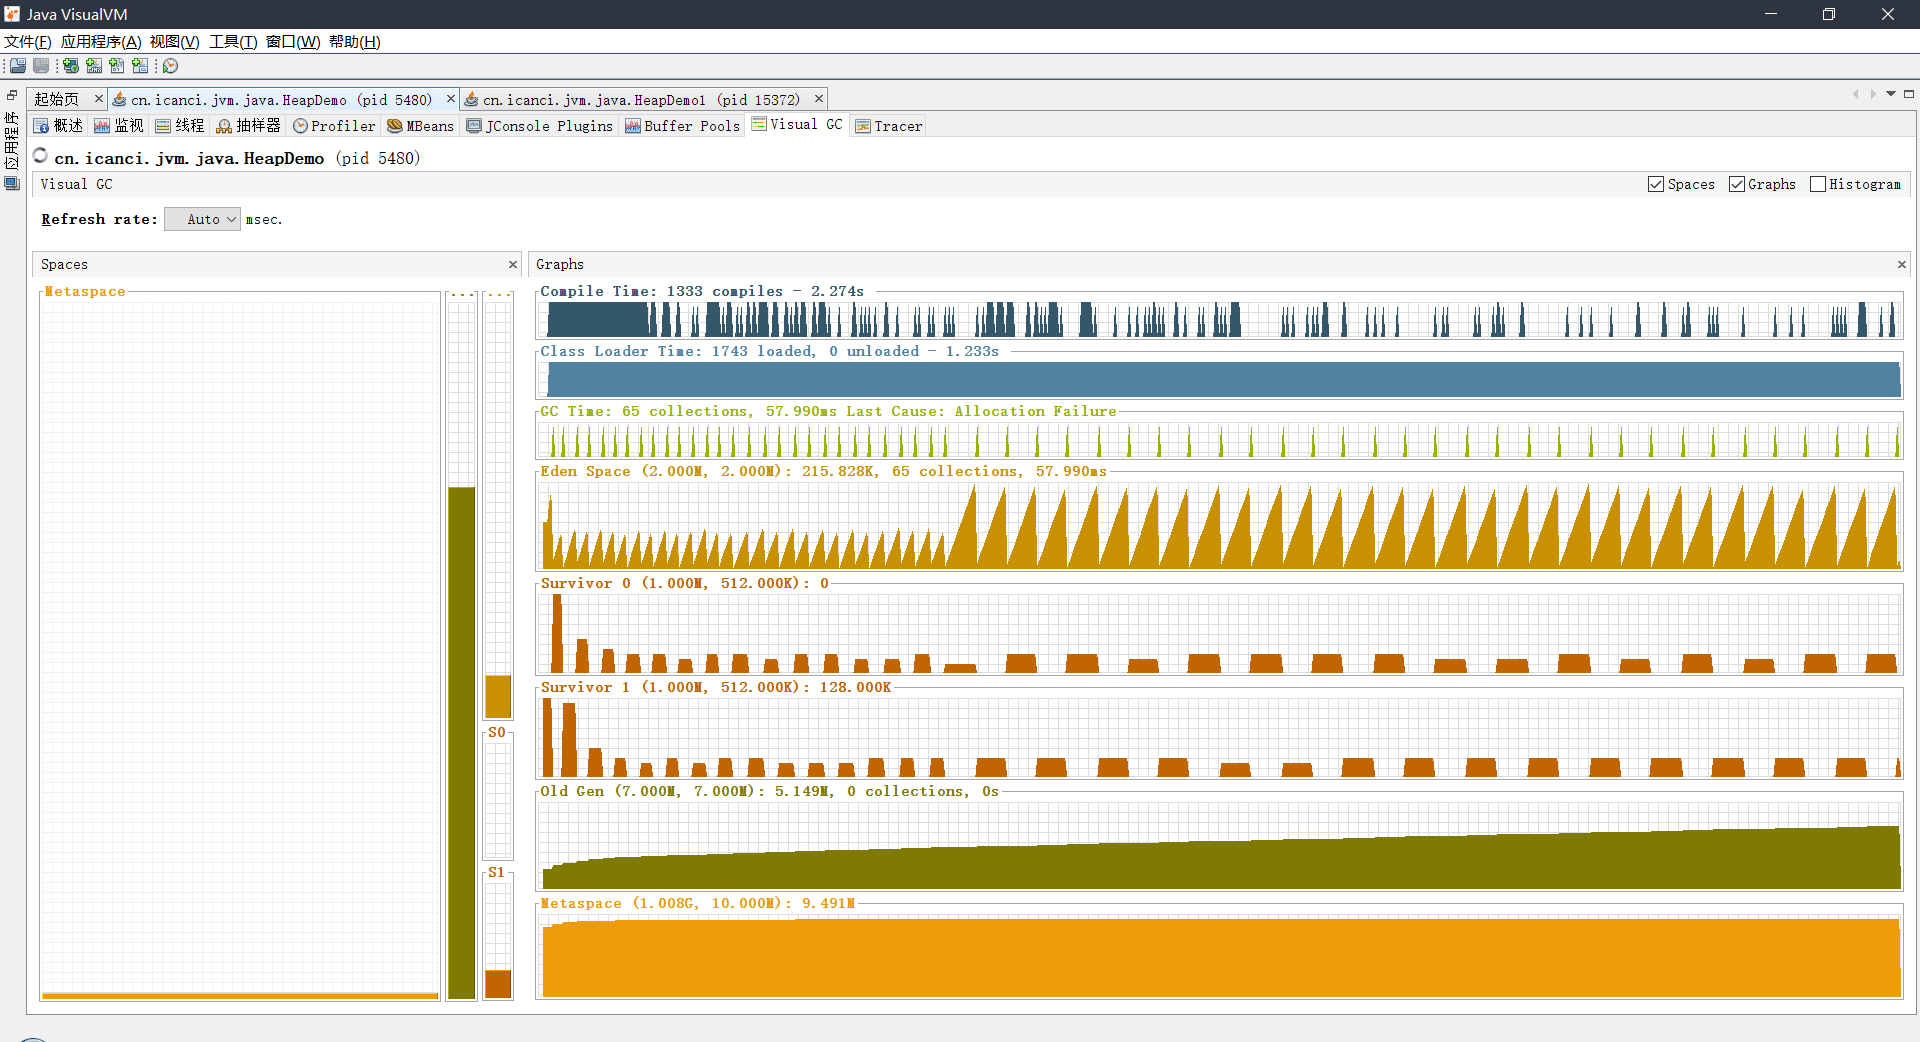 Java VisualVM
文件(F) 应用程序(A) 视图(V) 工具(T) 窗口(W) 帮助(H)
起始页 cn.icanci.jvm.java.HeapDemo (pid 5480) cn.icanci.jvm.java.HeapDemo1 (pid 15372)
应用程序
概述 监视 线程 抽样器 Profiler MBeans JConsole Plugins Buffer Pools Visual GC Tracer
cn.icanci.jvm.java.HeapDemo (pid 5480)
Visual GC Spaces Graphs Histogram
Refresh rate: Auto msec.
Spaces Graphs
Metaspace ... ...
Compile Time: 1333 compiles - 2.274s
Class Loader Time: 1743 loaded, 0 unloaded - 1.233s
GC Time: 65 collections, 57.990ms Last Cause: Allocation Failure
Eden Space (2.000M, 2.000M): 215.828K, 65 collections, 57.990ms
Survivor 0 (1.000M, 512.000K): 0
Survivor 1 (1.000M, 512.000K): 128.000K
S0
Old Gen (7.000M, 7.000M): 5.149M, 0 collections, 0s
S1
Metaspace (1.008G, 10.000M): 9.491M